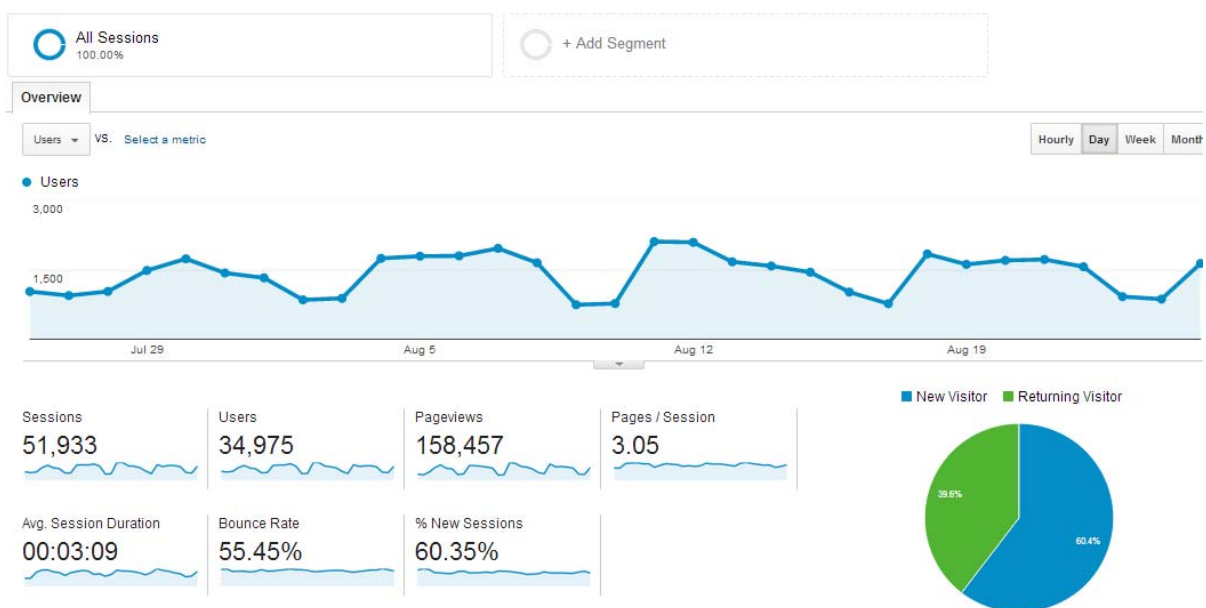 All Sessions
100.00%
+ Add Segment
Overview
Users VS. Select a metric
Hourly Day Week Month
Users
3,000
1,500
Jul 29 Aug 5 Aug 12 Aug 19
New Visitor Returning Visitor
Sessions Users Pageviews Pages / Session
51,933 34,975 158,457 3.05
39.6%
60.4%
Avg. Session Duration Bounce Rate % New Sessions
00:03:09 55.45% 60.35%